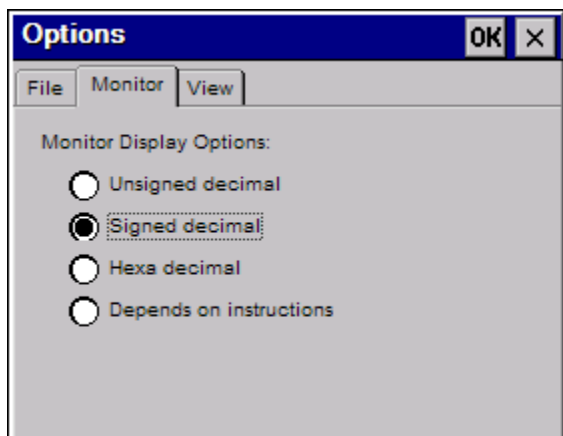 Options OK ×
File Monitor View
Monitor Display Options:
Unsigned decimal
Signed decimal
Hexa decimal
Depends on instructions